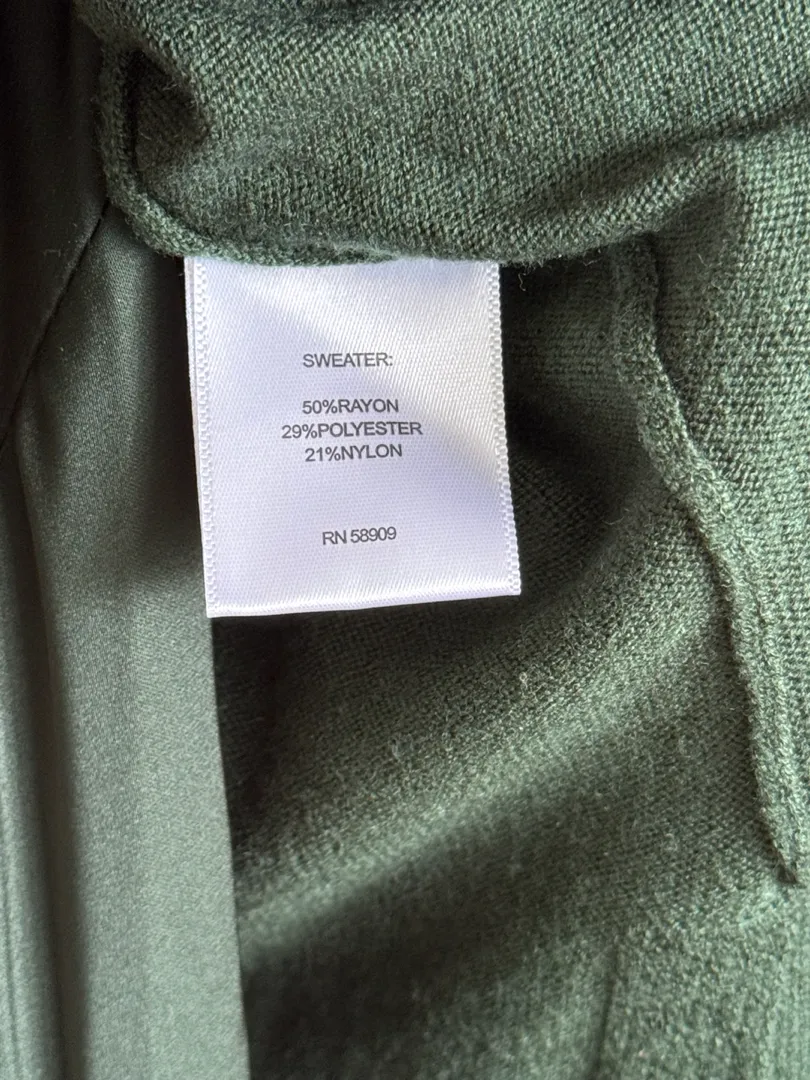 SWEATER:
50%RAYON
29%POLYESTER
21%NYLON
RN 58909